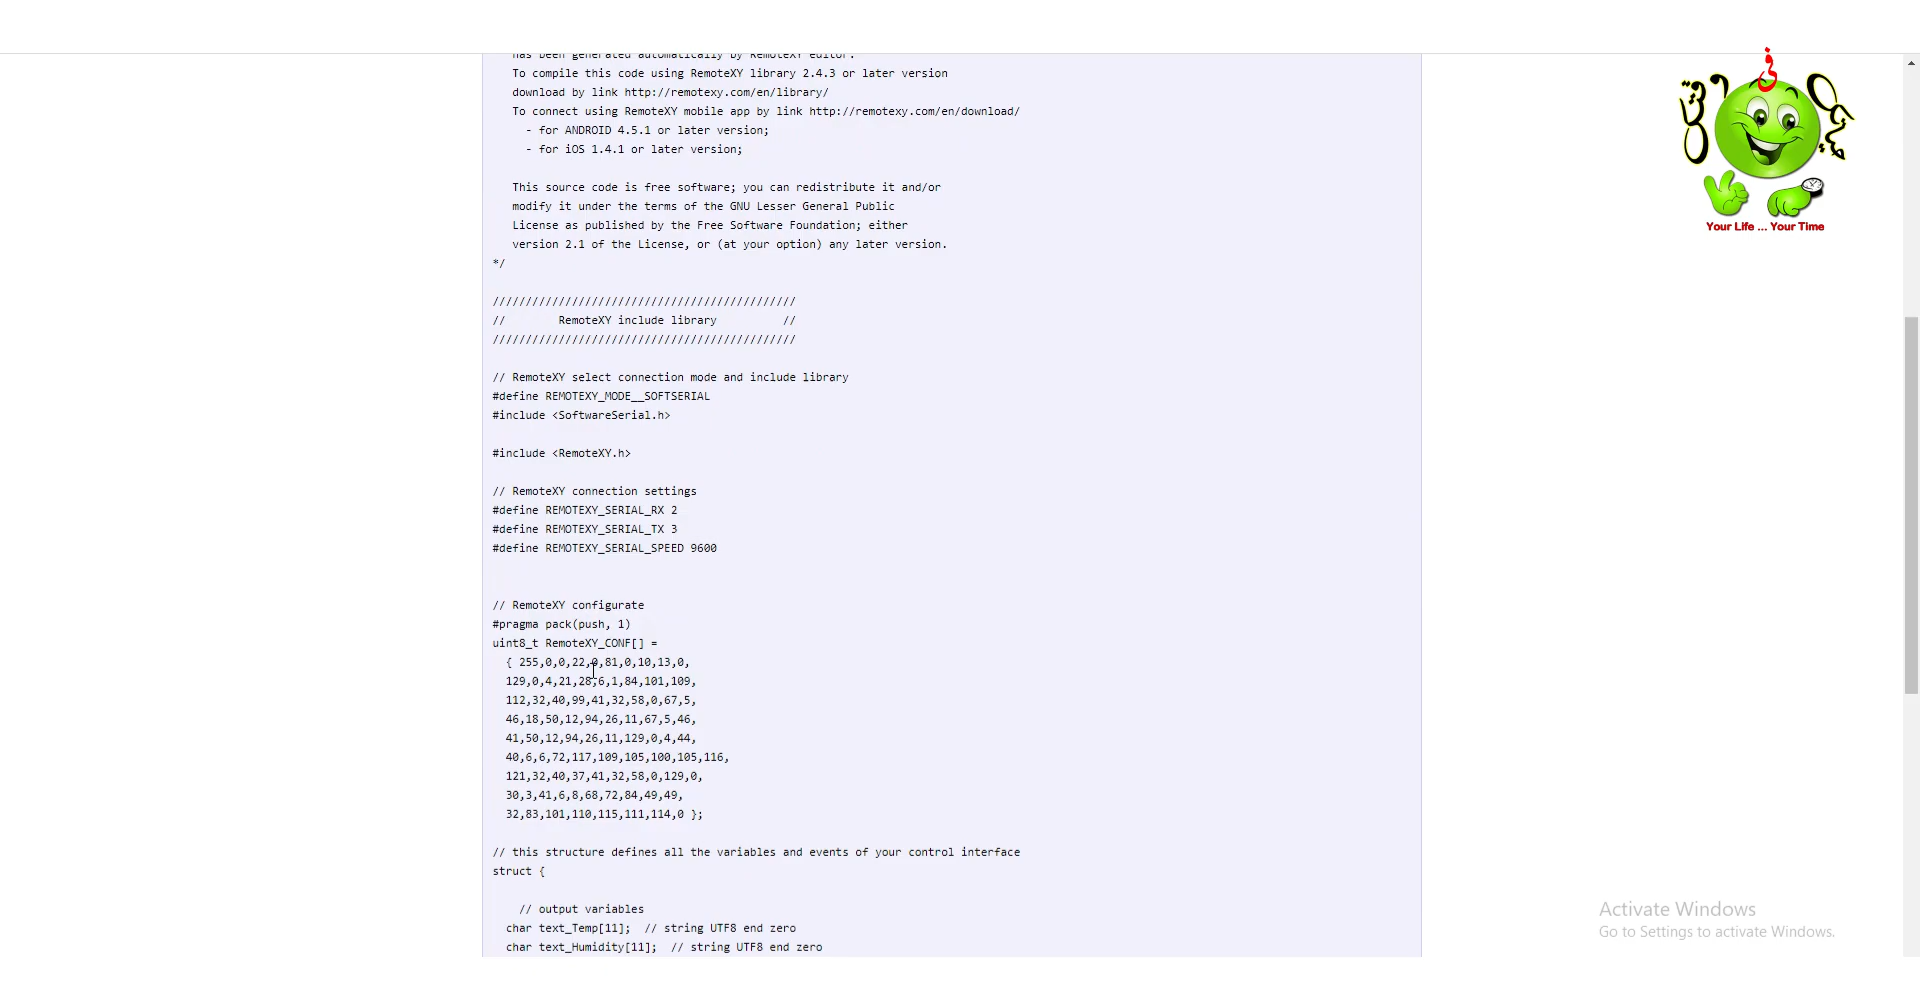 has been generated automatically by RemoteXY editor.
To compile this code using RemoteXY library 2.4.3 or later version
download by link http://remotexy.com/en/library/
To connect using RemoteXY mobile app by link http://remotexy.com/en/download/
- for ANDROID 4.5.1 or later version;
- for iOS 1.4.1 or later version;
This source code is free software; you can redistribute it and/or
modify it under the terms of the GNU Lesser General Public
License as published by the Free Software Foundation; either
version 2.1 of the License, or (at your option) any later version.
*/
//////////////////////////////////////////////
// RemoteXY include library //
//////////////////////////////////////////////
// RemoteXY select connection mode and include library
#define REMOTEXY_MODE__SOFTSERIAL
#include <SoftwareSerial.h>
#include <RemoteXY.h>
// RemoteXY connection settings
#define REMOTEXY_SERIAL_RX 2
#define REMOTEXY_SERIAL_TX 3
#define REMOTEXY_SERIAL_SPEED 9600
// RemoteXY configurate
#pragma pack(push, 1)
uint8_t RemoteXY_CONF[] =
{ 255,0,0,22,0,81,0,10,13,0,
129,0,4,21,28,6,1,84,101,109,
112,32,40,99,41,32,58,0,67,5,
46,18,50,12,94,26,11,67,5,46,
41,50,12,94,26,11,129,0,4,44,
40,6,6,72,117,109,105,100,105,116,
121,32,40,37,41,32,58,0,129,0,
30,3,41,6,8,68,72,84,49,49,
32,83,101,110,115,111,114,0 };
// this structure defines all the variables and events of your control interface
struct {
// output variables
char text_Temp[11]; // string UTF8 end zero
char text_Humidity[11]; // string UTF8 end zero
Your Life ... Your Time
Activate Windows
Go to Settings to activate Windows.